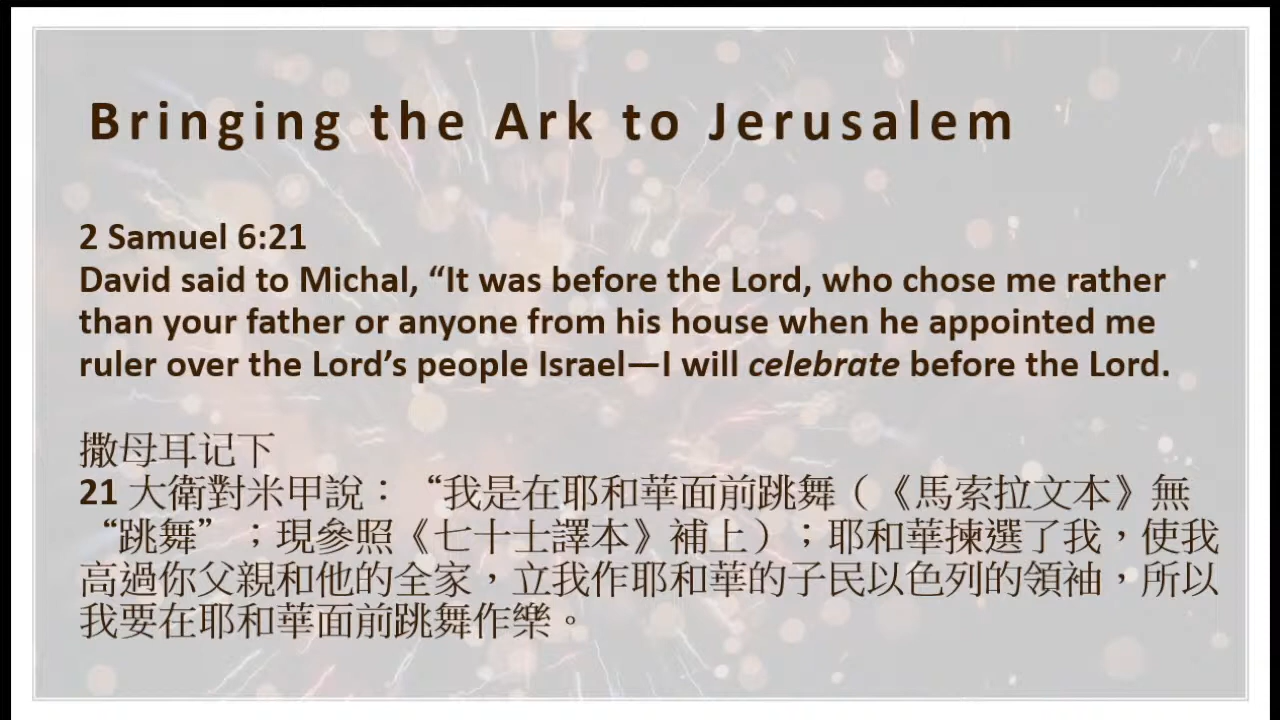 Bringing the Ark to Jerusalem
2 Samuel 6:21
David said to Michal, “It was before the Lord, who chose me rather
than your father or anyone from his house when he appointed me
ruler over the Lord’s people Israel—I will celebrate before the Lord.
撒母耳记下
21 大衛對米甲說：“我是在耶和華面前跳舞（《馬索拉文本》無
“跳舞”；現參照《七十士譯本》補上）；耶和華揀選了我，使我
高過你父親和他的全家，立我作耶和華的子民以色列的領袖，所以
我要在耶和華面前跳舞作樂。